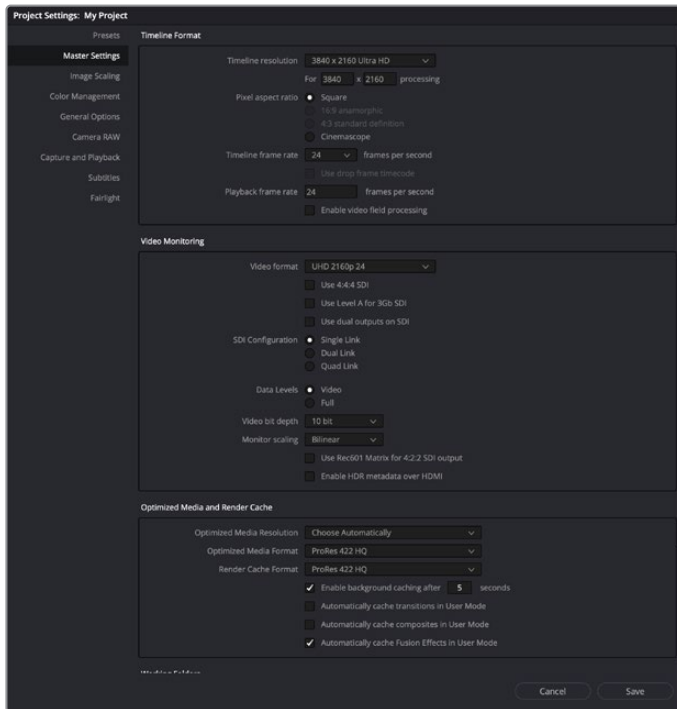 Project Settings: My Project
Presets
Master Settings
Image Scaling
Color Management
General Options
Camera RAW
Capture and Playback
Subtitles
Fairlight
Timeline Format
Timeline resolution 3840 x 2160 Ultra HD
For 3840 x 2160 processing
Pixel aspect ratio Square
16:9 anamorphic
4:3 standard definition
Cinemascope
Timeline frame rate 24 frames per second
Use drop frame timecode
Playback frame rate 24 frames per second
Enable video field processing
Video Monitoring
Video format UHD 2160p 24
Use 4:4:4 SDI
Use Level A for 3Gb SDI
Use dual outputs on SDI
SDI Configuration Single Link
Dual Link
Quad Link
Data Levels Video
Full
Video bit depth 10 bit
Monitor scaling Bilinear
Use Rec601 Matrix for 4:2:2 SDI output
Enable HDR metadata over HDMI
Optimized Media and Render Cache
Optimized Media Resolution Choose Automatically
Optimized Media Format ProRes 422 HQ
Render Cache Format ProRes 422 HQ
Enable background caching after 5 seconds
Automatically cache transitions in User Mode
Automatically cache composites in User Mode
Automatically cache Fusion Effects in User Mode
Working Folders
Cancel Save